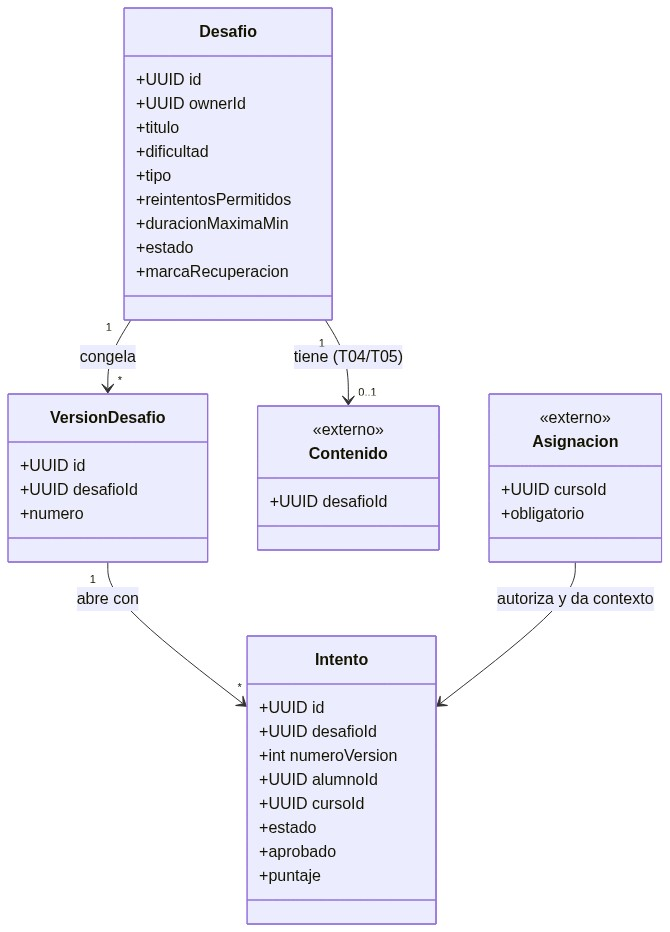 Desafio
+UUID id
+UUID ownerId
+titulo
+dificultad
+tipo
+reintentosPermitidos
+duracionMaximaMin
+estado
+marcaRecuperacion
1
congela
*
1
tiene (T04/T05)
0..1
VersionDesafio
+UUID id
+UUID desafioId
+numero
«externo»
Contenido
+UUID desafioId
«externo»
Asignacion
+UUID cursoId
+obligatorio
1
abre con
*
autoriza y da contexto
Intento
+UUID id
+UUID desafioId
+int numeroVersion
+UUID alumnoId
+UUID cursoId
+estado
+aprobado
+puntaje